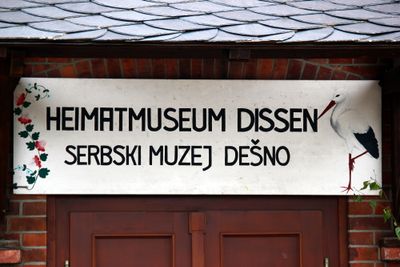 HEIMATMUSEUM DISSEN
SERBSKI MUZEJ DEŠNO